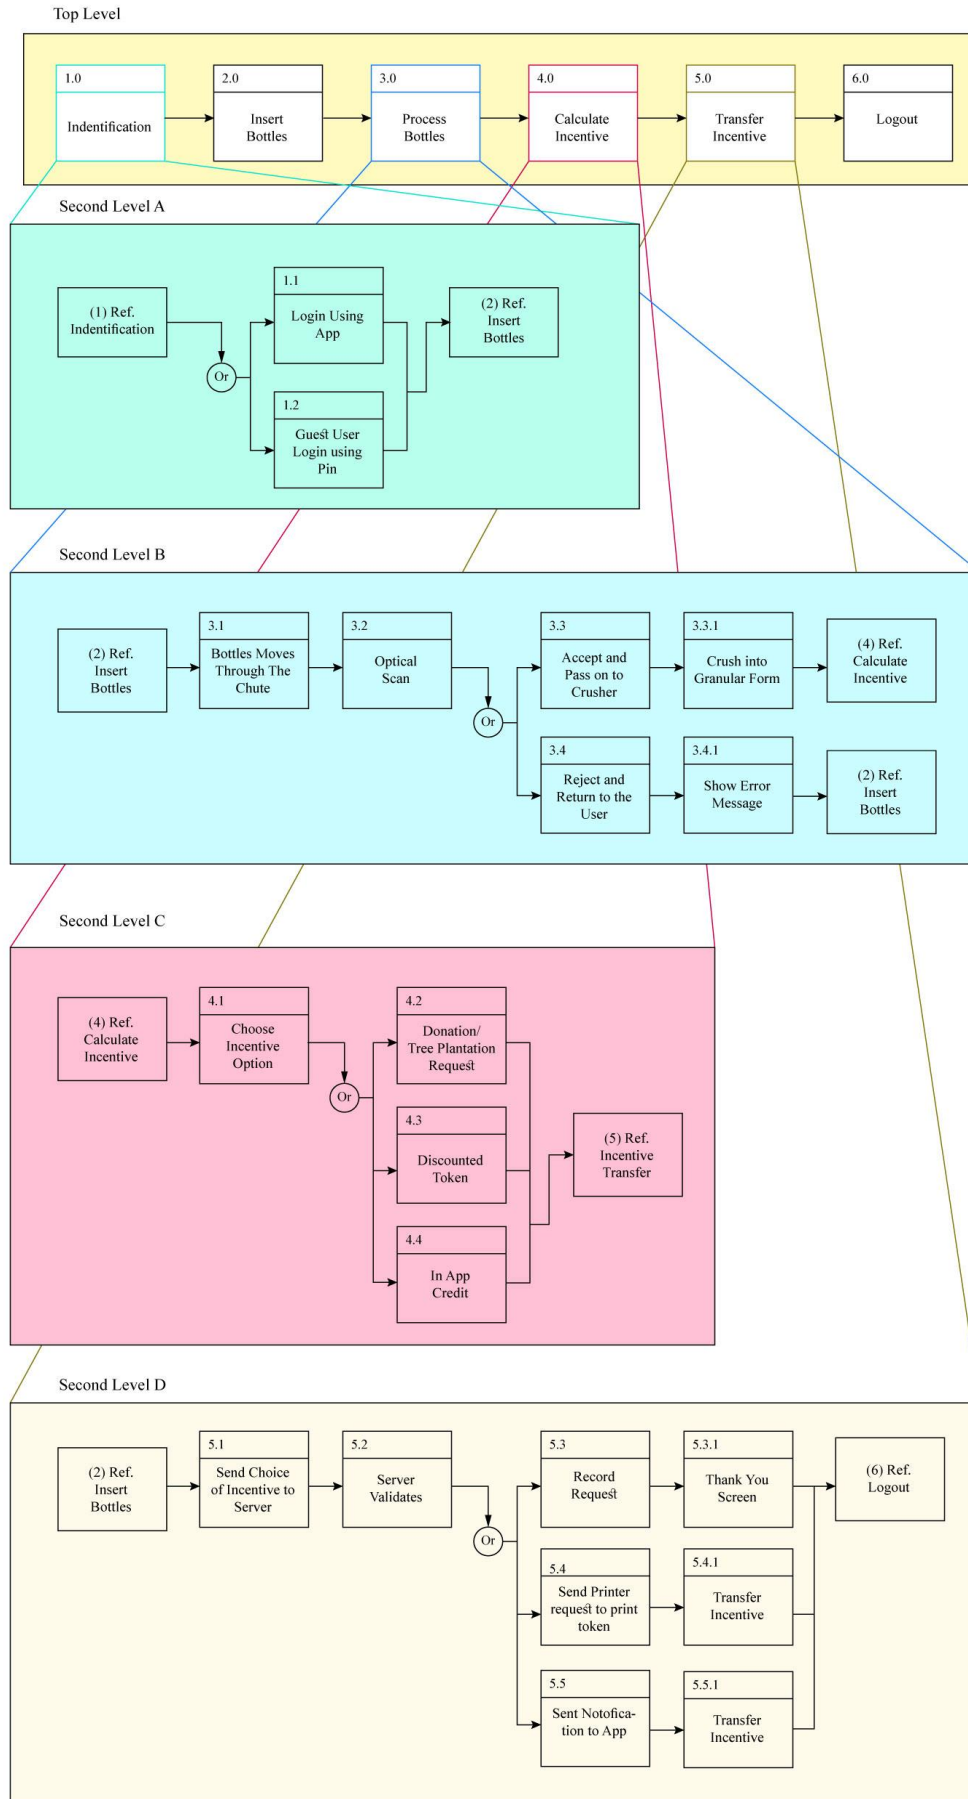 Top Level
1.0
Indentification
2.0
Insert
Bottles
3.0
Process
Bottles
4.0
Calculate
Incentive
5.0
Transfer
Incentive
6.0
Logout
Second Level A
(1) Ref.
Indentification
Or
1.1
Login Using
App
1.2
Guest User
Login using
Pin
(2) Ref.
Insert
Bottles
Second Level B
(2) Ref.
Insert
Bottles
3.1
Bottles Moves
Through The
Chute
3.2
Optical
Scan
Or
3.3
Accept and
Pass on to
Crusher
3.3.1
Crush into
Granular Form
(4) Ref.
Calculate
Incentive
3.4
Reject and
Return to the
User
3.4.1
Show Error
Message
(2) Ref.
Insert
Bottles
Second Level C
(4) Ref.
Calculate
Incentive
4.1
Choose
Incentive
Option
Or
4.2
Donation/
Tree Plantation
Request
4.3
Discounted
Token
4.4
In App
Credit
(5) Ref.
Incentive
Transfer
Second Level D
(2) Ref.
Insert
Bottles
5.1
Send Choice
of Incentive to
Server
5.2
Server
Validates
Or
5.3
Record
Request
5.3.1
Thank You
Screen
(6) Ref.
Logout
5.4
Send Printer
request to print
token
5.4.1
Transfer
Incentive
5.5
Sent Notofica-
tion to App
5.5.1
Transfer
Incentive